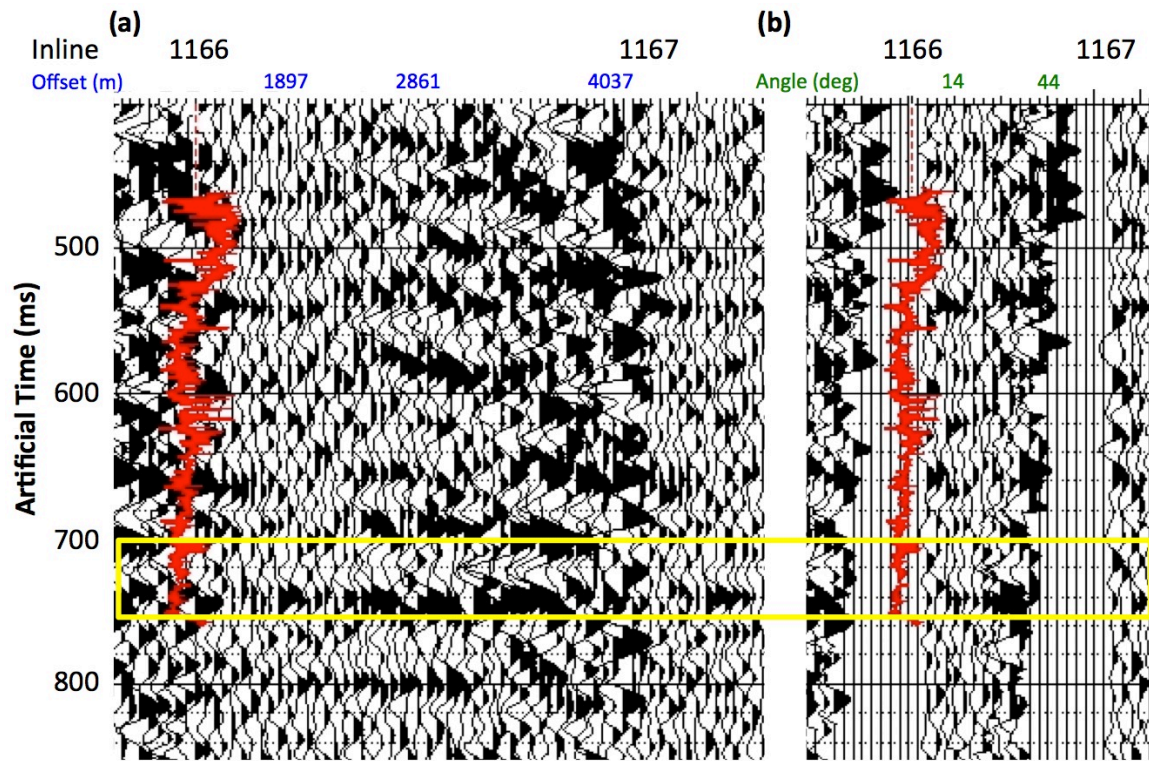 (a) (b)
Inline 1166 1167 1166 1167
Offset (m) 1897 2861 4037 Angle (deg) 14 44
500
600
700
800
Artificial Time (ms)